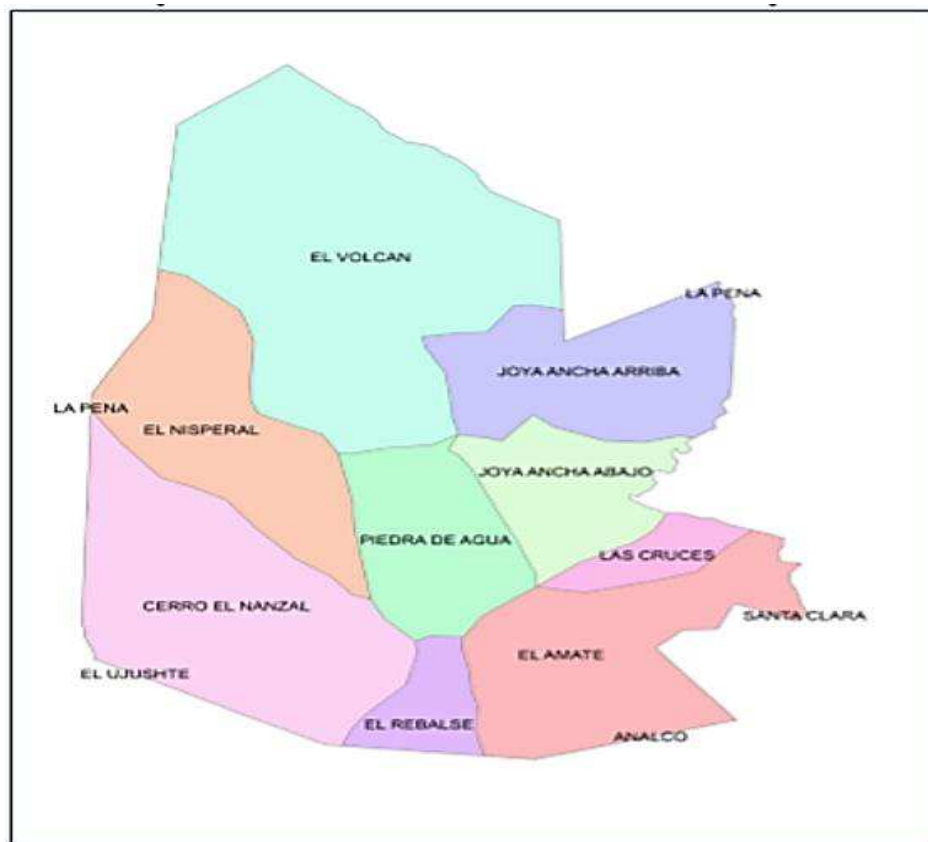 EL VOLCAN
LA PENA
JOYA ANCHA ARRIBA
LA PENA
EL NISPERAL
JOYA ANCHA ABAJO
PIEDRA DE AGUA
LAS CRUCES
CERRO EL NANZAL
SANTA CLARA
EL AMATE
EL UJUSHTE
EL REBALSE
ANALCO